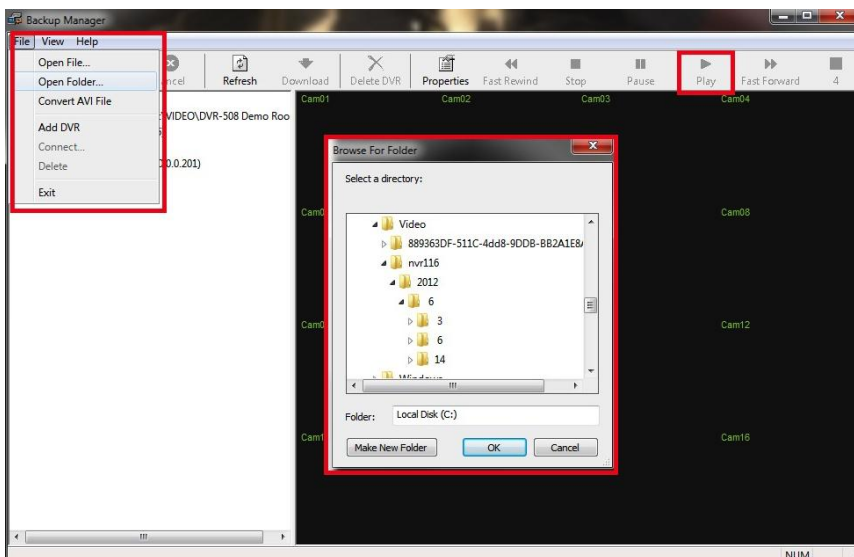 Backup Manager
File View Help
Open File...
Open Folder...
Convert AVI File
Add DVR
Connect...
Delete
Exit
Refresh Download Delete DVR Properties Fast Rewind Stop Pause Play Fast Forward 4
VIDEO\DVR-508 Demo Roo
0.0.201)
Cam01 Cam02 Cam03 Cam04
Cam08
Cam12
Cam16
Browse For Folder
Select a directory:
Video
889363DF-511C-4dd8-9DDB-BB2A1E8
nvr116
2012
6
3
6
14
Folder: Local Disk (C:)
Make New Folder OK Cancel
NUM